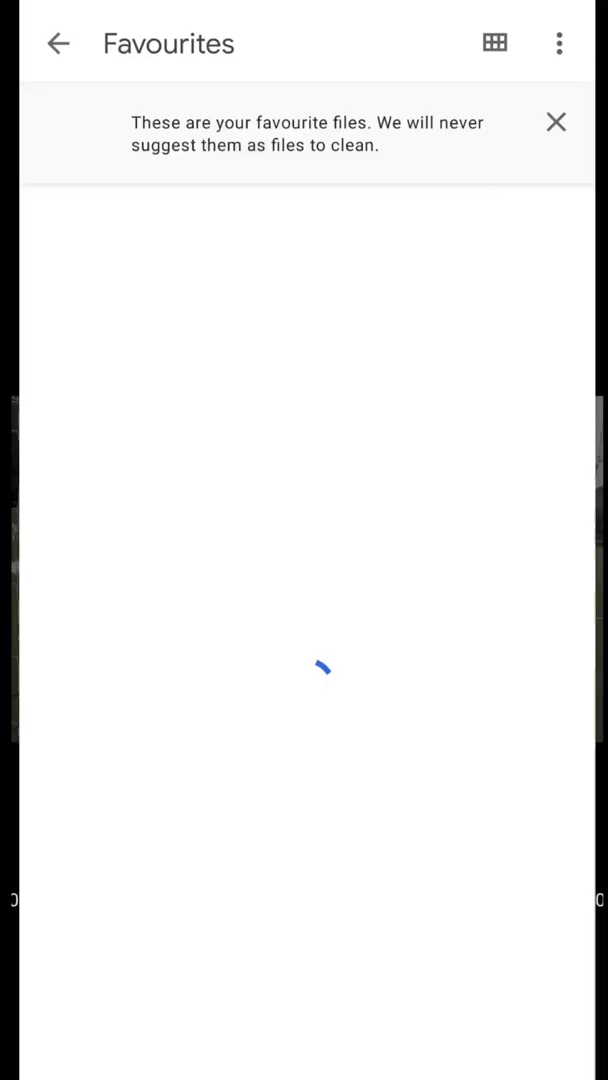 Favourites
These are your favourite files. We will never
suggest them as files to clean.